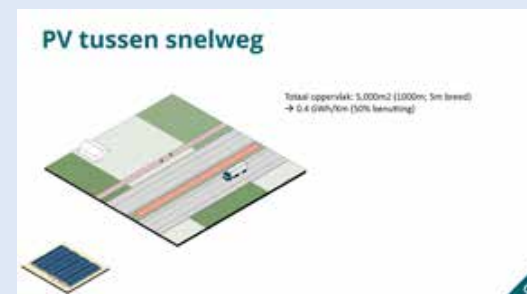 PV tussen snelweg
Totaal oppervlak: 5.000m2 (1000m; 5m breed)
→ 0.4 GWh/Km (50% benutting)